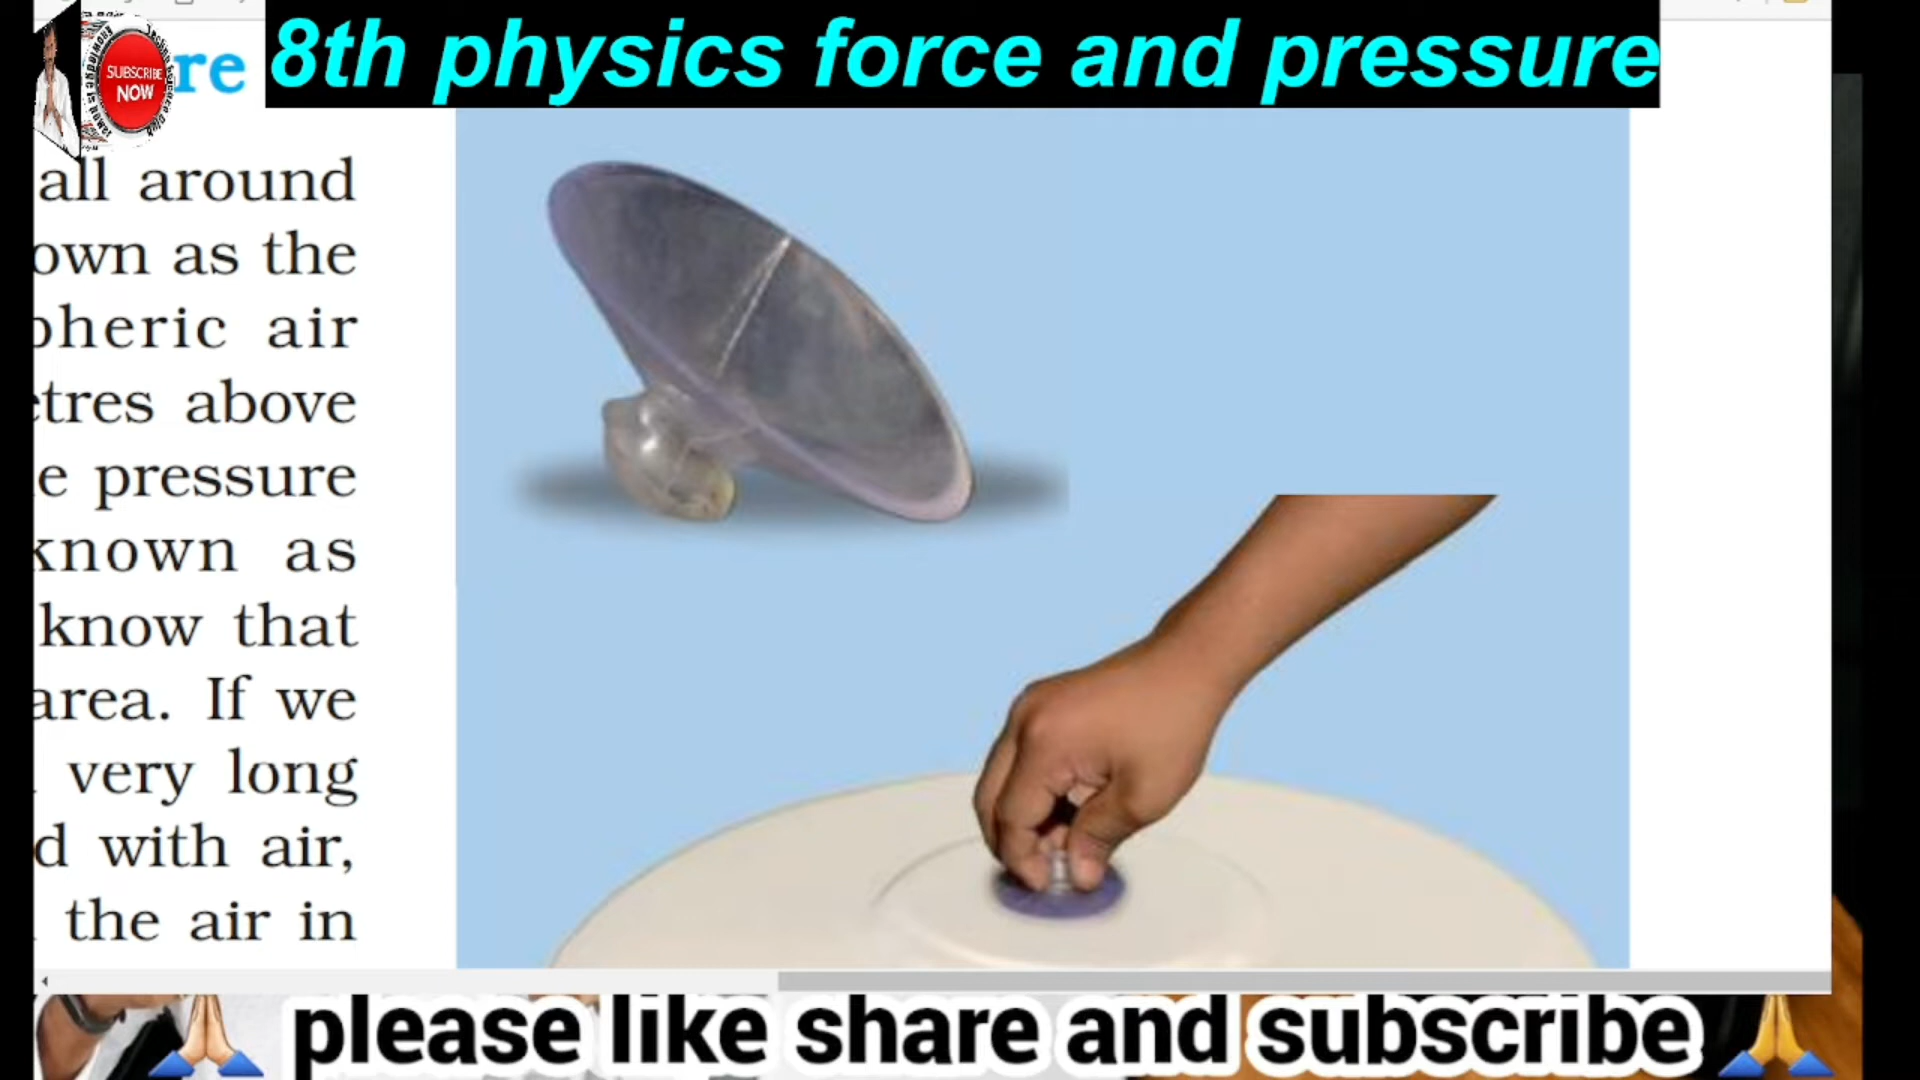 8th physics force and pressure
SUBSCRIBE
NOW
re
all around
own as the
pheric air
etres above
e pressure
known as
know that
area. If we
very long
d with air,
the air in
please like share and subscribe